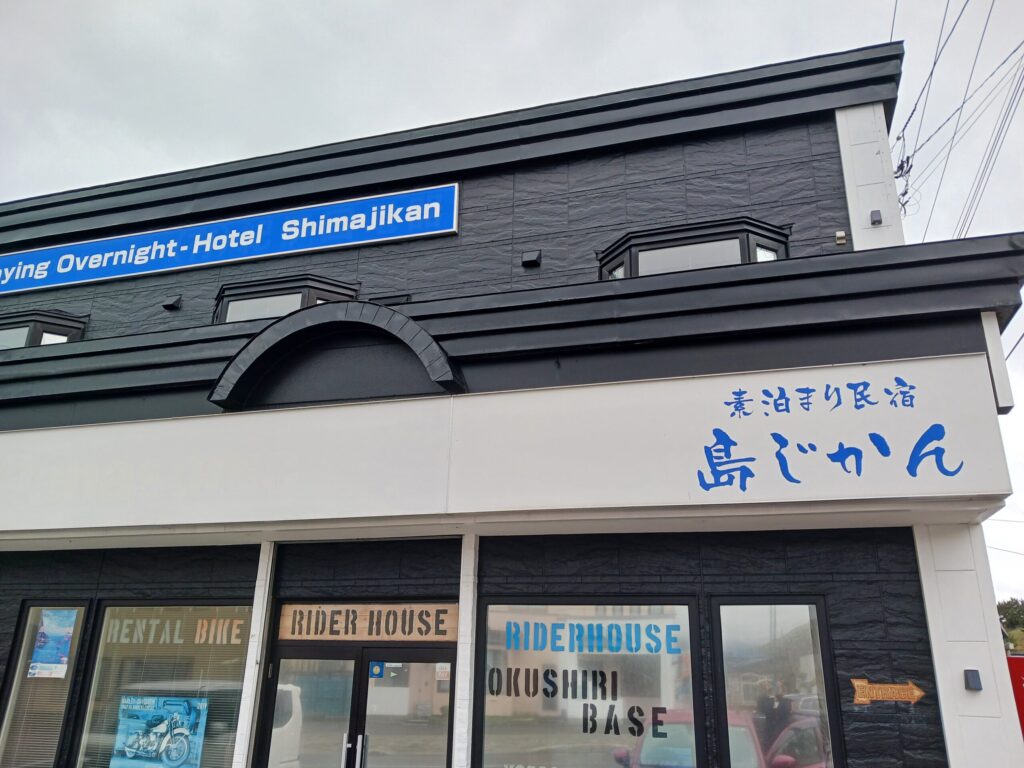 ying Overnight-Hotel Shimajikan
素泊まり民宿
島じかん
RENTAL BIKE
RIDER HOUSE
RIDERHOUSE
OKUSHIRI
BASE
ENTRANCE